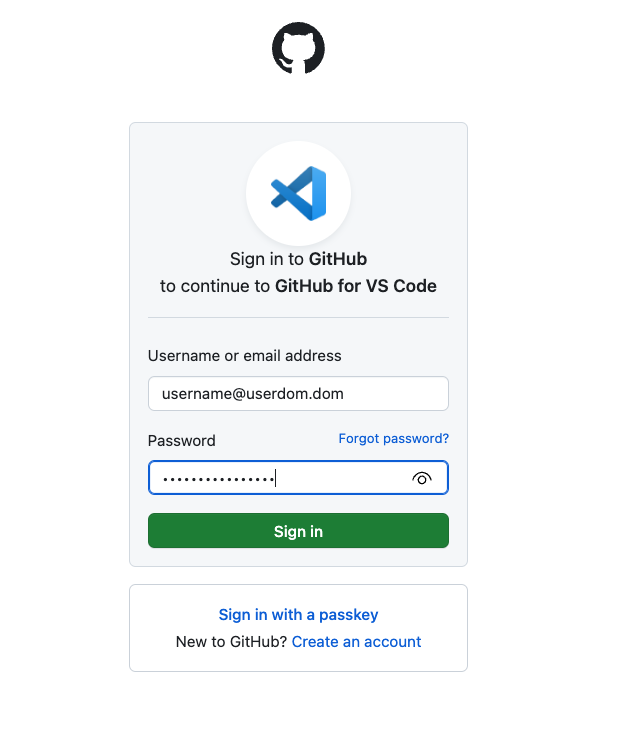 Sign in to GitHub
to continue to GitHub for VS Code
Username or email address
username@userdom.dom
Password Forgot password?
••••••••••••••••
Sign in
Sign in with a passkey
New to GitHub? Create an account